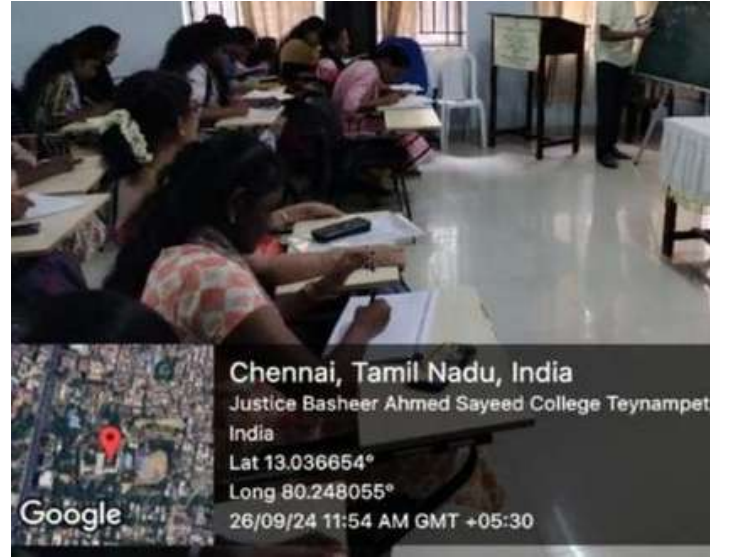 Chennai, Tamil Nadu, India
Justice Basheer Ahmed Sayeed College Teynampet
India
Lat 13.036654°
Long 80.248055°
26/09/24 11:54 AM GMT +05:30
Google